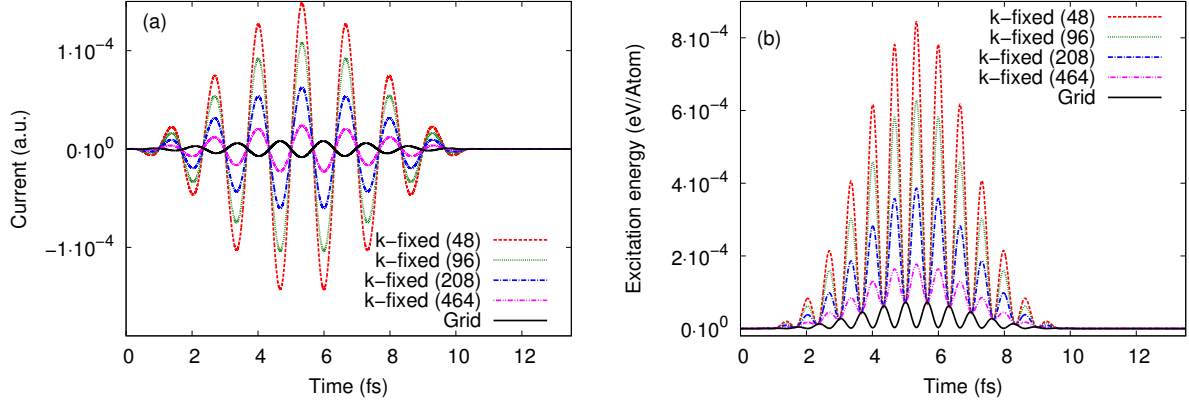 (a)
Current (a.u.)
1·10⁻⁴
0·10⁰
−1·10⁻⁴
k−fixed (48)
k−fixed (96)
k−fixed (208)
k−fixed (464)
Grid
0 2 4 6 8 10 12
Time (fs)
(b)
Excitation energy (eV/Atom)
8·10⁻⁴
6·10⁻⁴
4·10⁻⁴
2·10⁻⁴
0·10⁰
k−fixed (48)
k−fixed (96)
k−fixed (208)
k−fixed (464)
Grid
0 2 4 6 8 10 12
Time (fs)